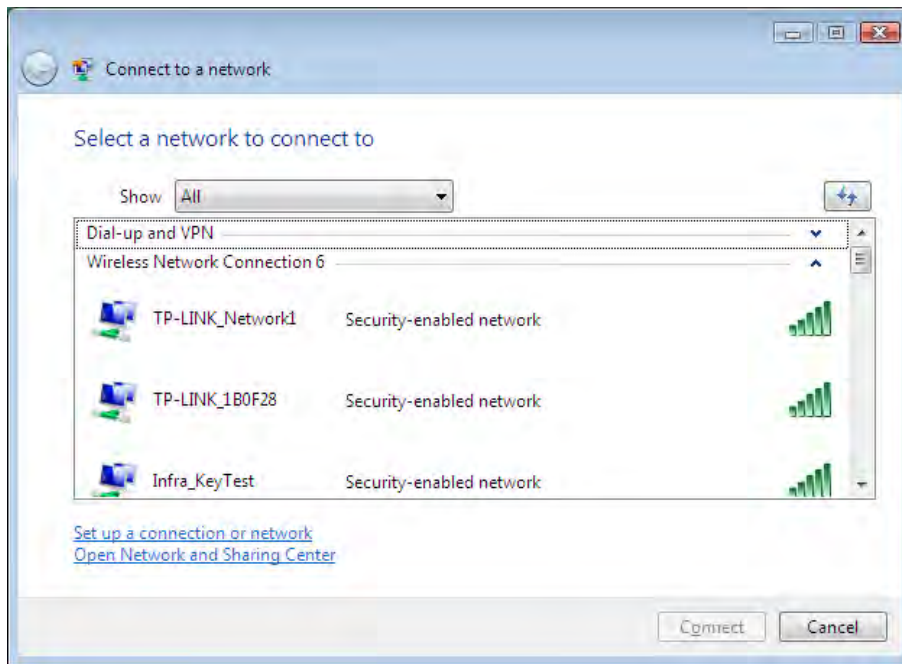 Connect to a network
Select a network to connect to
Show All
Dial-up and VPN
Wireless Network Connection 6
TP-LINK_Network1 Security-enabled network
TP-LINK_1B0F28 Security-enabled network
Infra_KeyTest Security-enabled network
Set up a connection or network
Open Network and Sharing Center
Connect Cancel